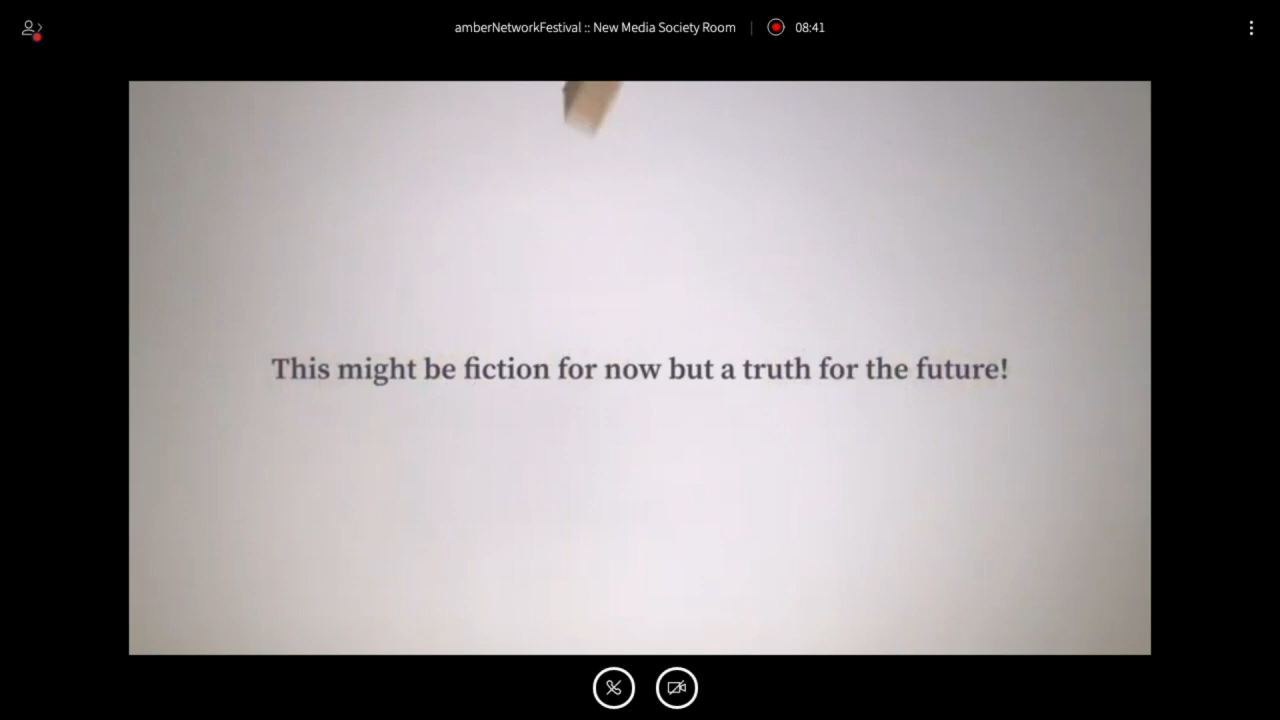 amberNetworkFestival :: New Media Society Room | 08:41
This might be fiction for now but a truth for the future!